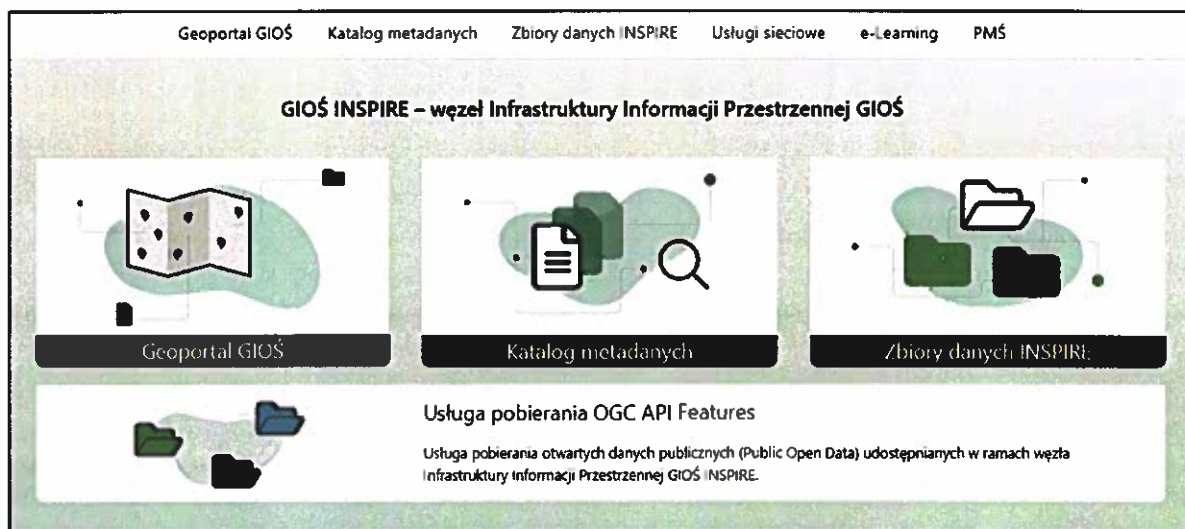 Geoportal GIOŚ Katalog metadanych Zbiory danych INSPIRE Usługi sieciowe e-Learning PMŚ
GIOŚ INSPIRE – węzeł Infrastruktury Informacji Przestrzennej GIOŚ
Geoportal GIOŚ Katalog metadanych Zbiory danych INSPIRE
Usługa pobierania OGC API Features
Usługa pobierania otwartych danych publicznych (Public Open Data) udostępnianych w ramach węzła
Infrastruktury Informacji Przestrzennej GIOŚ INSPIRE.